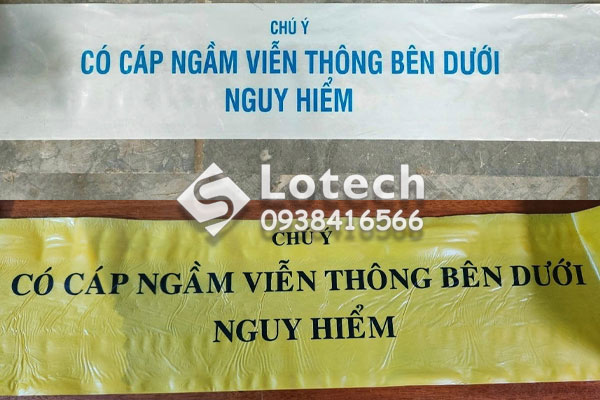 CHÚ Ý
CÓ CÁP NGẦM VIỄN THÔNG BÊN DƯỚI
NGUY HIỂM
Lotech
0938416566
CHÚ Ý
CÓ CÁP NGẦM VIỄN THÔNG BÊN DƯỚI
NGUY HIỂM